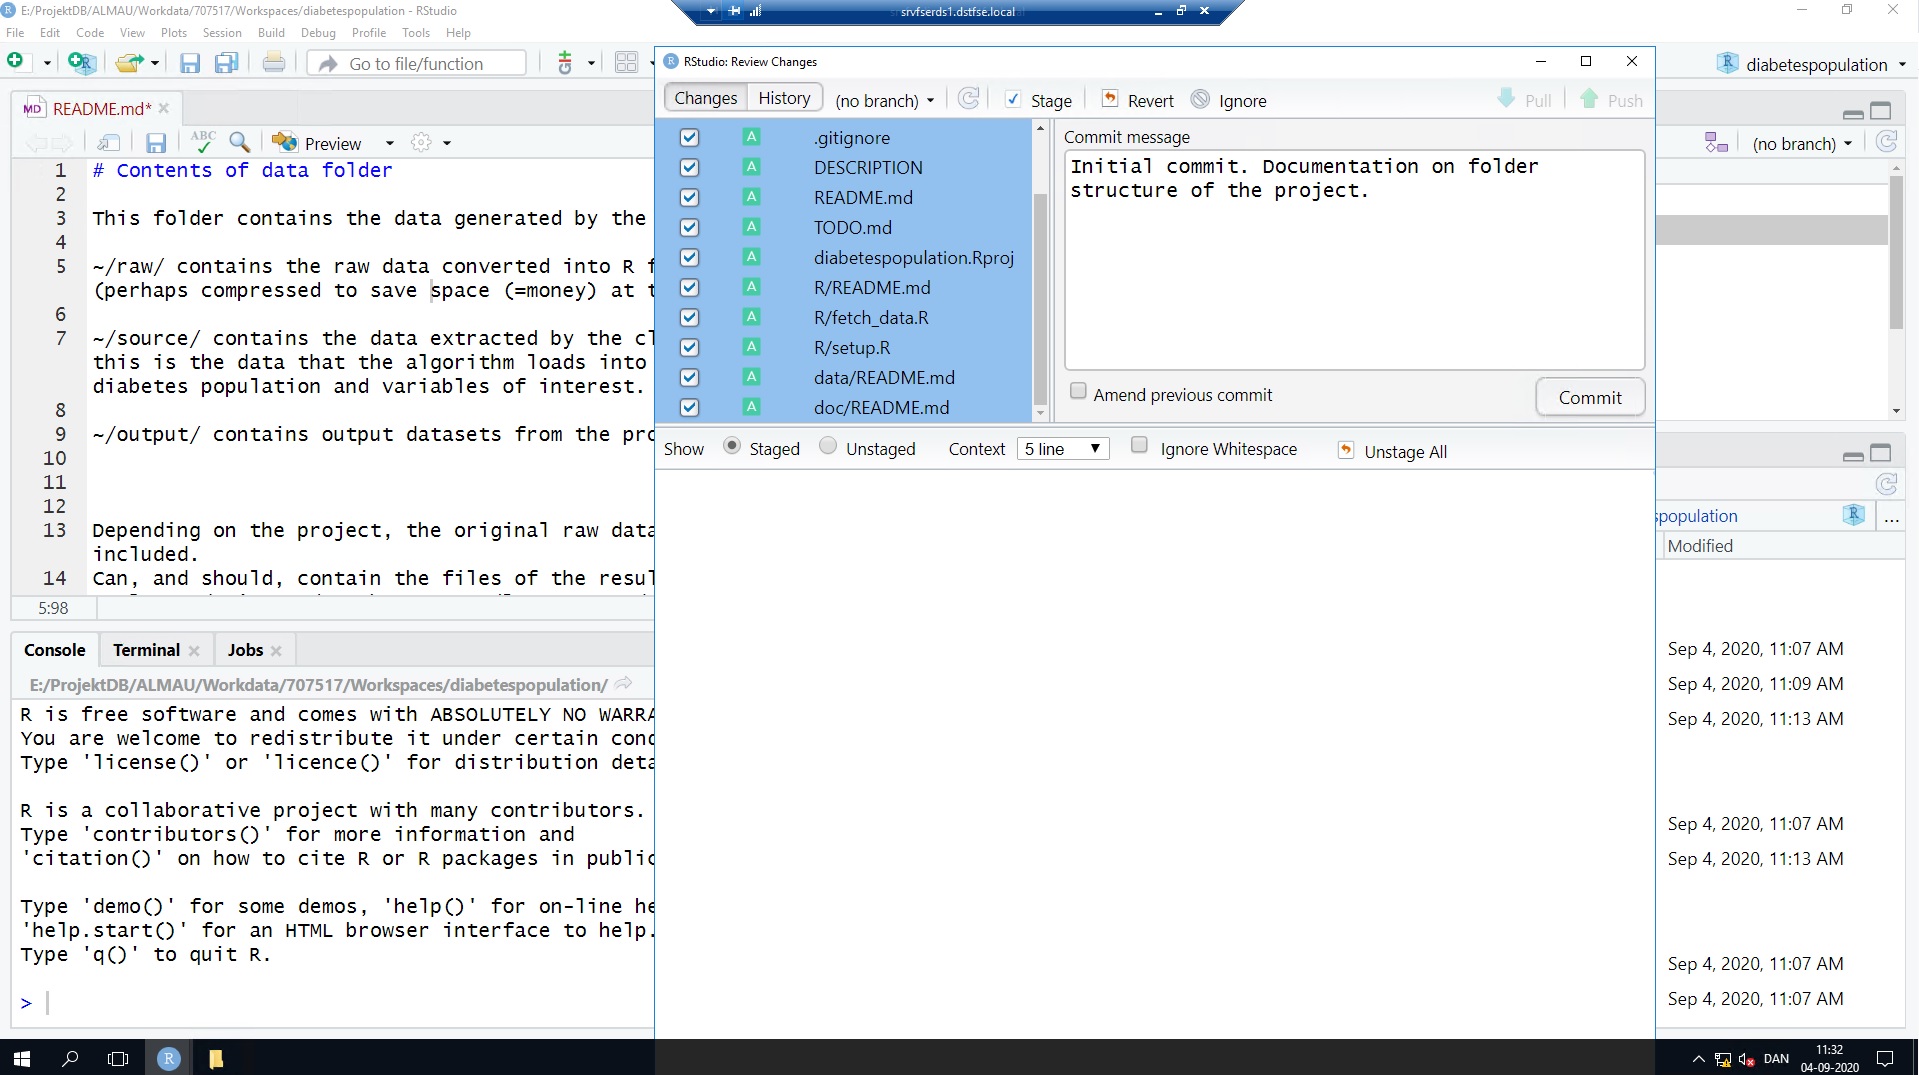 E:/ProjektDB/ALMAU/Workdata/707517/Workspaces/diabetespopulation - RStudio
srvfserds1.dstfse.local
File Edit Code View Plots Session Build Debug Profile Tools Help
Go to file/function
diabetespopulation
README.md*
Preview
1 # Contents of data folder
2
3 This folder contains the data generated by the
4
5 ~/raw/ contains the raw data converted into R f
(perhaps compressed to save space (=money) at t
6
7 ~/source/ contains the data extracted by the cl
this is the data that the algorithm loads into
diabetes population and variables of interest.
8
9 ~/output/ contains output datasets from the pro
10
11
12
13 Depending on the project, the original raw data
included.
14 Can, and should, contain the files of the resul
5:98
Console Terminal Jobs
E:/ProjektDB/ALMAU/Workdata/707517/Workspaces/diabetespopulation/
R is free software and comes with ABSOLUTELY NO WARRA
You are welcome to redistribute it under certain conc
Type 'license()' or 'licence()' for distribution deta
R is a collaborative project with many contributors.
Type 'contributors()' for more information and
'citation()' on how to cite R or R packages in public
Type 'demo()' for some demos, 'help()' for on-line he
'help.start()' for an HTML browser interface to help.
Type 'q()' to quit R.
>
RStudio: Review Changes
Changes History (no branch) Stage Revert Ignore Pull Push
A .gitignore
A DESCRIPTION
A README.md
A TODO.md
A diabetespopulation.Rproj
A R/README.md
A R/fetch_data.R
A R/setup.R
A data/README.md
A doc/README.md
Commit message
Initial commit. Documentation on folder
structure of the project.
Amend previous commit
Commit
Show Staged Unstaged Context 5 line Ignore Whitespace Unstage All
(no branch)
spopulation ...
Modified
Sep 4, 2020, 11:07 AM
Sep 4, 2020, 11:09 AM
Sep 4, 2020, 11:13 AM
Sep 4, 2020, 11:07 AM
Sep 4, 2020, 11:13 AM
Sep 4, 2020, 11:07 AM
Sep 4, 2020, 11:07 AM
DAN
11:32
04-09-2020